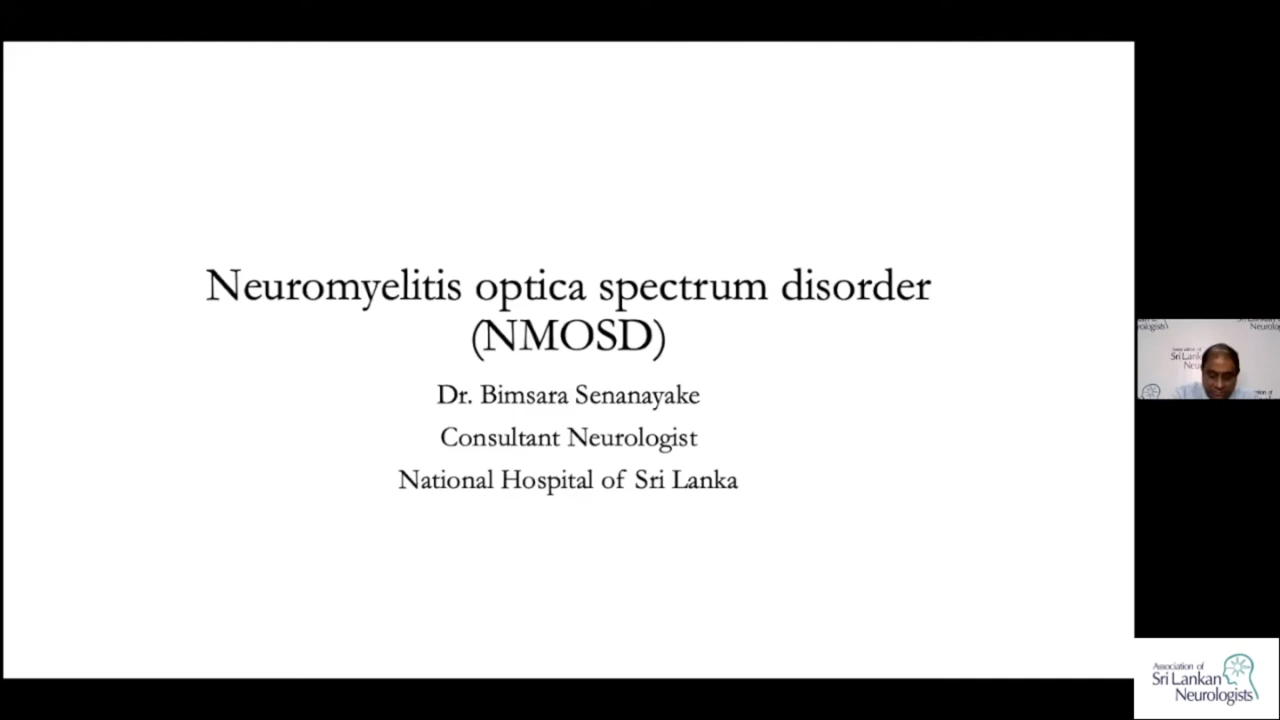 Neuromyelitis optica spectrum disorder
(NMOSD)
Dr. Bimsara Senanayake
Consultant Neurologist
National Hospital of Sri Lanka
Association of
Sri Lankan
Neurologists